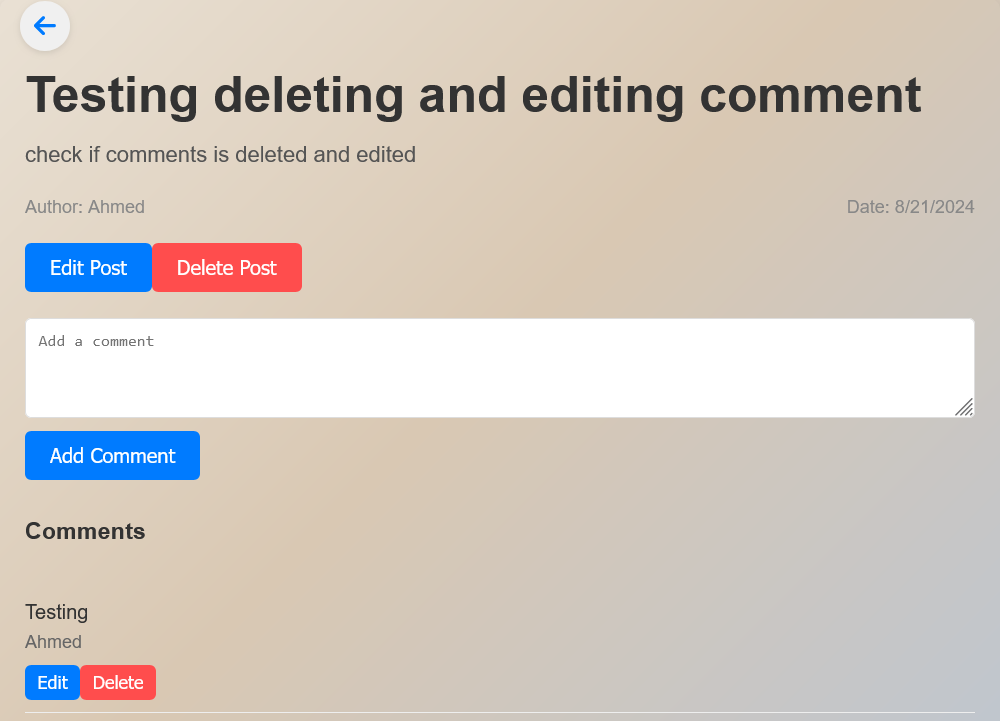 Testing deleting and editing comment
check if comments is deleted and edited
Author: Ahmed Date: 8/21/2024
Edit Post Delete Post
Add a comment
Add Comment
Comments
Testing
Ahmed
Edit Delete